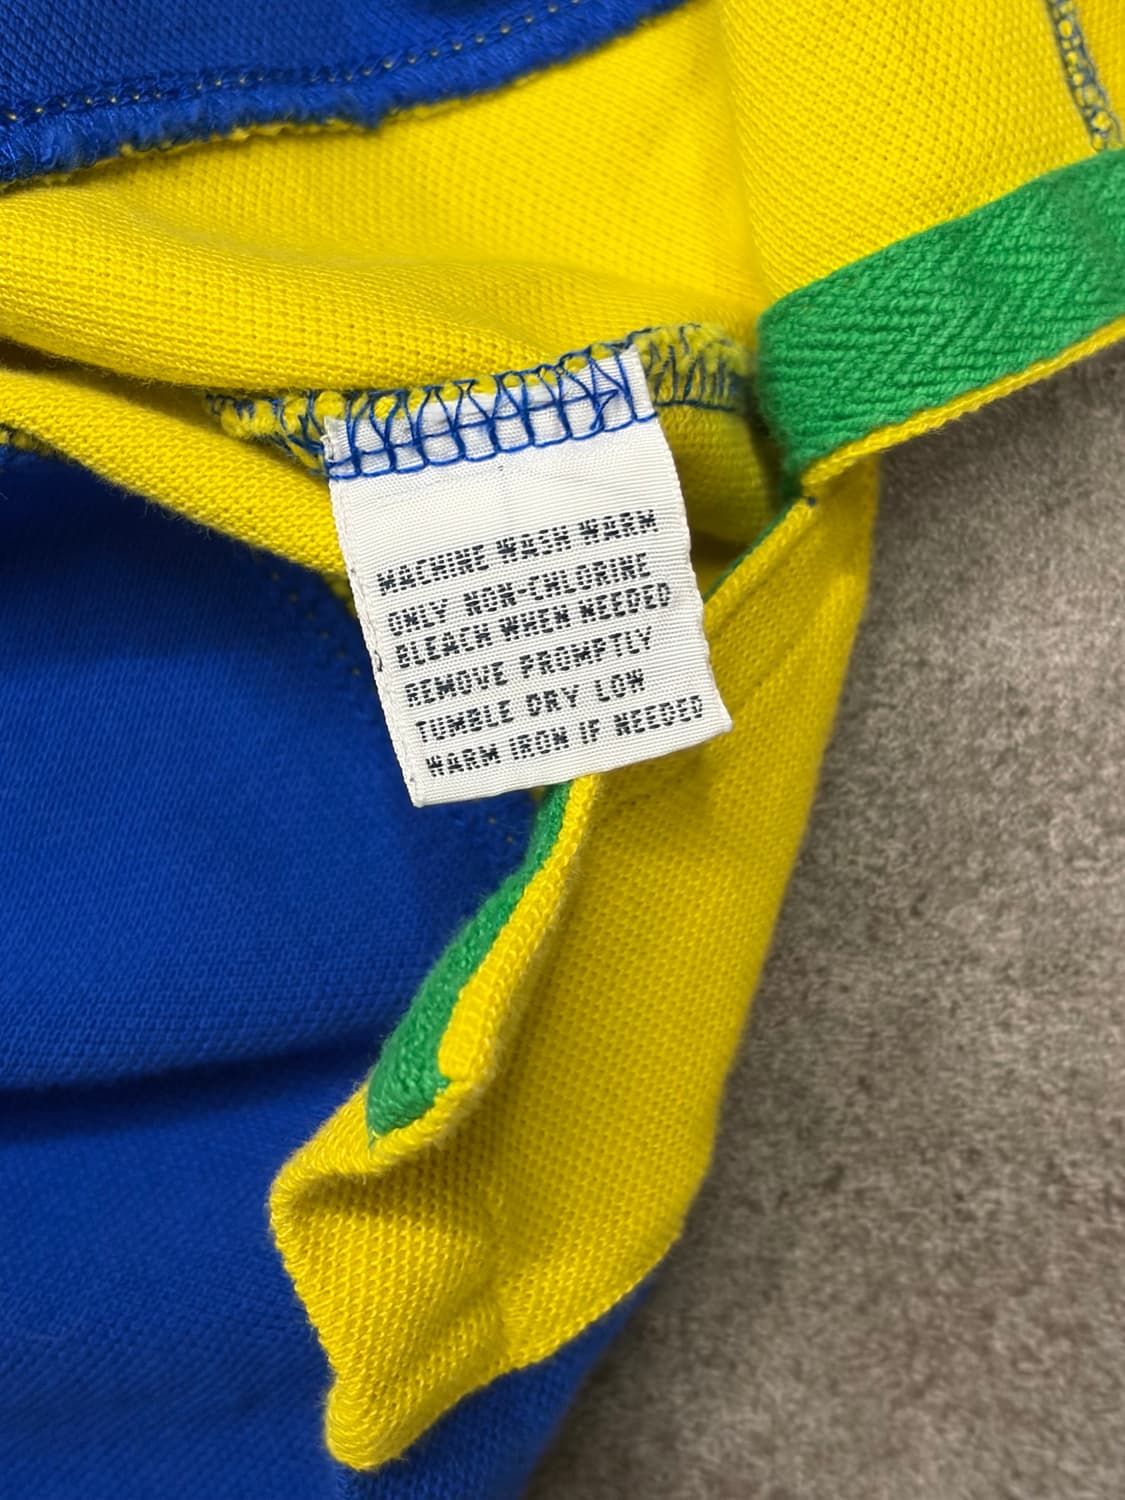 MACHINE WASH WARM
ONLY NON-CHLORINE
BLEACH WHEN NEEDED
REMOVE PROMPTLY
TUMBLE DRY LOW
WARM IRON IF NEEDED